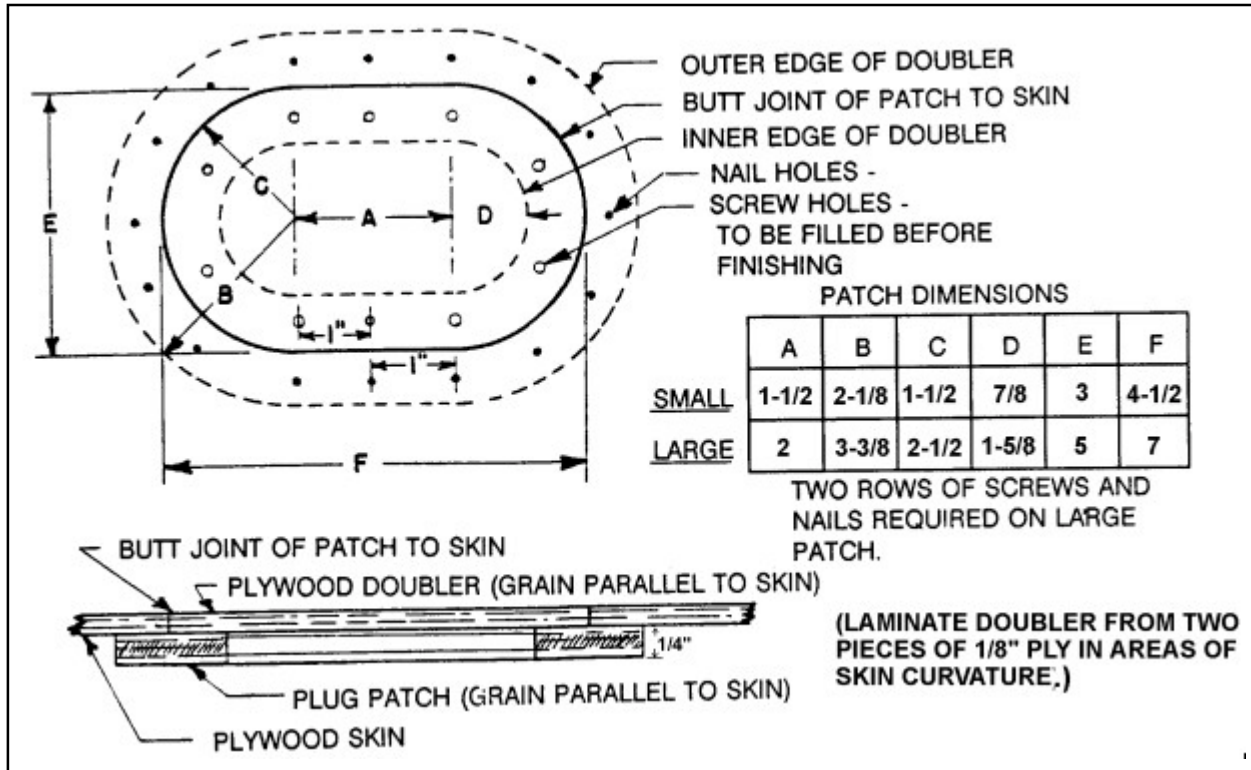 OUTER EDGE OF DOUBLER
BUTT JOINT OF PATCH TO SKIN
INNER EDGE OF DOUBLER
NAIL HOLES -
SCREW HOLES -
TO BE FILLED BEFORE
FINISHING
E
C
A
D
B
1"
1"
F
PATCH DIMENSIONS
A B C D E F
SMALL 1-1/2 2-1/8 1-1/2 7/8 3 4-1/2
LARGE 2 3-3/8 2-1/2 1-5/8 5 7
TWO ROWS OF SCREWS AND
NAILS REQUIRED ON LARGE
PATCH.
BUTT JOINT OF PATCH TO SKIN
PLYWOOD DOUBLER (GRAIN PARALLEL TO SKIN)
1/4"
PLUG PATCH (GRAIN PARALLEL TO SKIN)
PLYWOOD SKIN
(LAMINATE DOUBLER FROM TWO
PIECES OF 1/8" PLY IN AREAS OF
SKIN CURVATURE.)